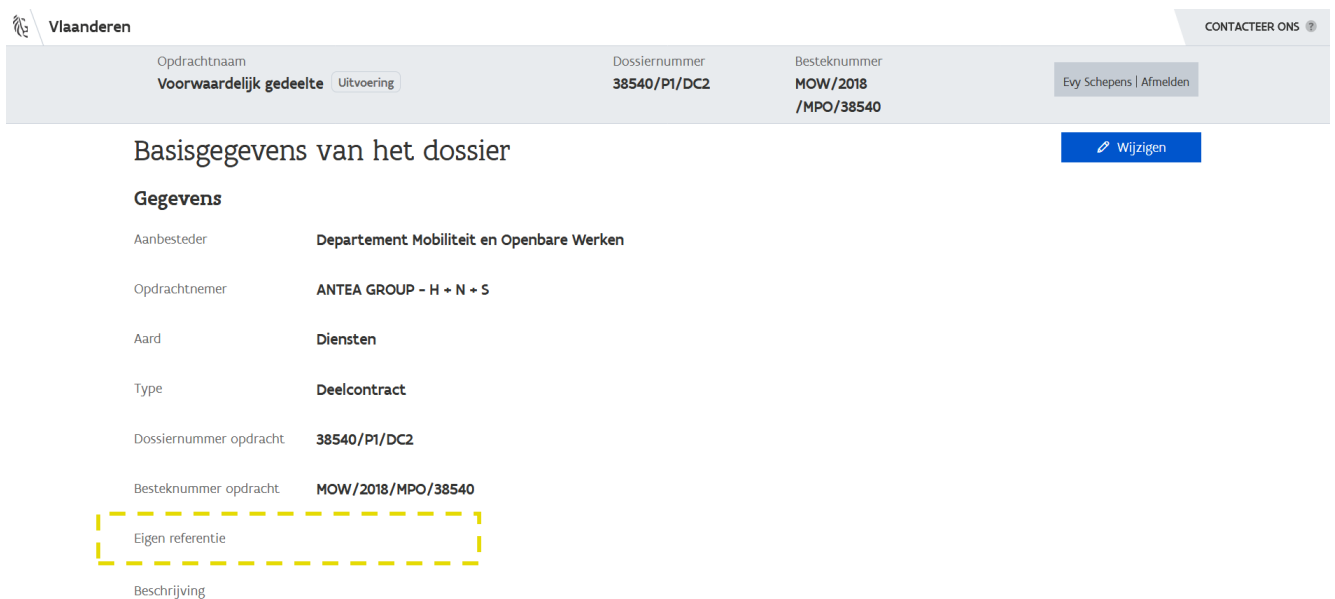 Vlaanderen
CONTACTEER ONS ?
Opdrachtnaam
Voorwaardelijk gedeelte Uitvoering
Dossiernummer
38540/P1/DC2
Besteknummer
MOW/2018
/MPO/38540
Evy Schepens | Afmelden
Basisgegevens van het dossier
Wijzigen
Gegevens
Aanbesteder Departement Mobiliteit en Openbare Werken
Opdrachtnemer ANTEA GROUP - H + N + S
Aard Diensten
Type Deelcontract
Dossiernummer opdracht 38540/P1/DC2
Besteknummer opdracht MOW/2018/MPO/38540
Eigen referentie
Beschrijving